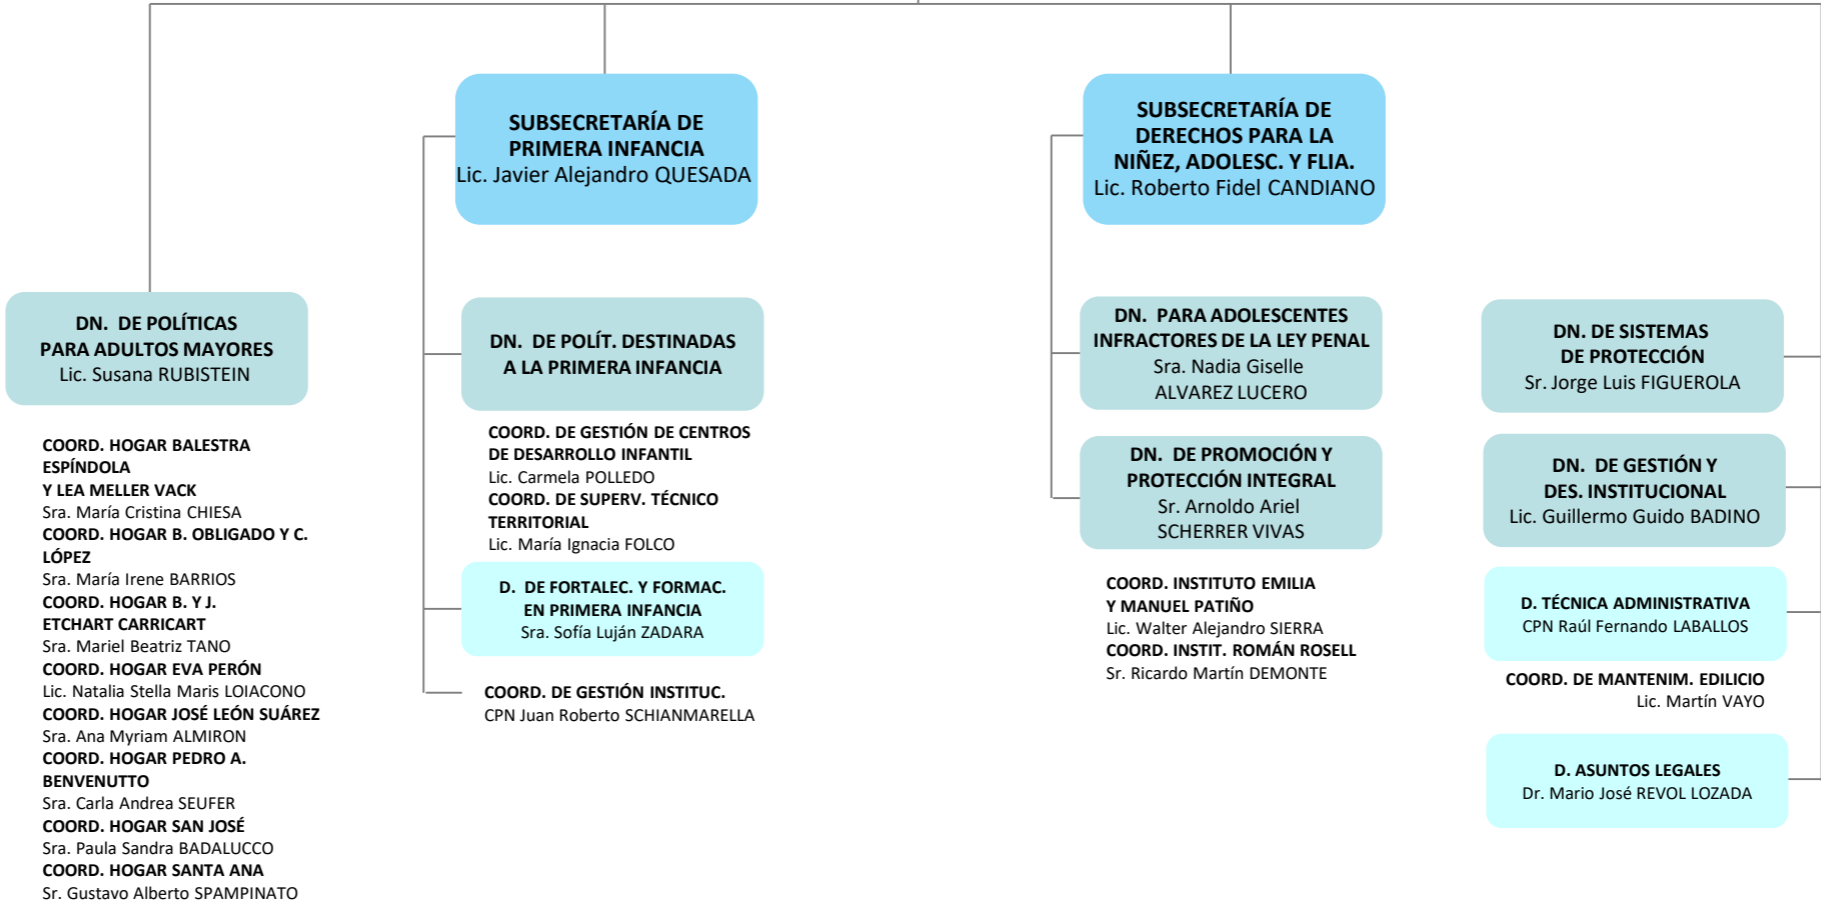 SUBSECRETARÍA DE
PRIMERA INFANCIA
Lic. Javier Alejandro QUESADA
SUBSECRETARÍA DE
DERECHOS PARA LA
NIÑEZ, ADOLESC. Y FLIA.
Lic. Roberto Fidel CANDIANO
DN. DE POLÍTICAS
PARA ADULTOS MAYORES
Lic. Susana RUBISTEIN
COORD. HOGAR BALESTRA
ESPÍNDOLA
Y LEA MELLER VACK
Sra. María Cristina CHIESA
COORD. HOGAR B. OBLIGADO Y C.
LÓPEZ
Sra. María Irene BARRIOS
COORD. HOGAR B. Y J.
ETCHART CARRICART
Sra. Mariel Beatriz TANO
COORD. HOGAR EVA PERÓN
Lic. Natalia Stella Maris LOIACONO
COORD. HOGAR JOSÉ LEÓN SUÁREZ
Sra. Ana Myriam ALMIRON
COORD. HOGAR PEDRO A.
BENVENUTTO
Sra. Carla Andrea SEUFER
COORD. HOGAR SAN JOSÉ
Sra. Paula Sandra BADALUCCO
COORD. HOGAR SANTA ANA
Sr. Gustavo Alberto SPAMPINATO
DN. DE POLÍT. DESTINADAS
A LA PRIMERA INFANCIA
COORD. DE GESTIÓN DE CENTROS
DE DESARROLLO INFANTIL
Lic. Carmela POLLEDO
COORD. DE SUPERV. TÉCNICO
TERRITORIAL
Lic. María Ignacia FOLCO
D. DE FORTALEC. Y FORMAC.
EN PRIMERA INFANCIA
Sra. Sofía Luján ZADARA
COORD. DE GESTIÓN INSTITUC.
CPN Juan Roberto SCHIANMARELLA
DN. PARA ADOLESCENTES
INFRACTORES DE LA LEY PENAL
Sra. Nadia Giselle
ALVAREZ LUCERO
DN. DE PROMOCIÓN Y
PROTECCIÓN INTEGRAL
Sr. Arnoldo Ariel
SCHERRER VIVAS
COORD. INSTITUTO EMILIA
Y MANUEL PATIÑO
Lic. Walter Alejandro SIERRA
COORD. INSTIT. ROMÁN ROSELL
Sr. Ricardo Martín DEMONTE
DN. DE SISTEMAS
DE PROTECCIÓN
Sr. Jorge Luis FIGUEROLA
DN. DE GESTIÓN Y
DES. INSTITUCIONAL
Lic. Guillermo Guido BADINO
D. TÉCNICA ADMINISTRATIVA
CPN Raúl Fernando LABALLOS
COORD. DE MANTENIM. EDILICIO
Lic. Martín VAYO
D. ASUNTOS LEGALES
Dr. Mario José REVOL LOZADA